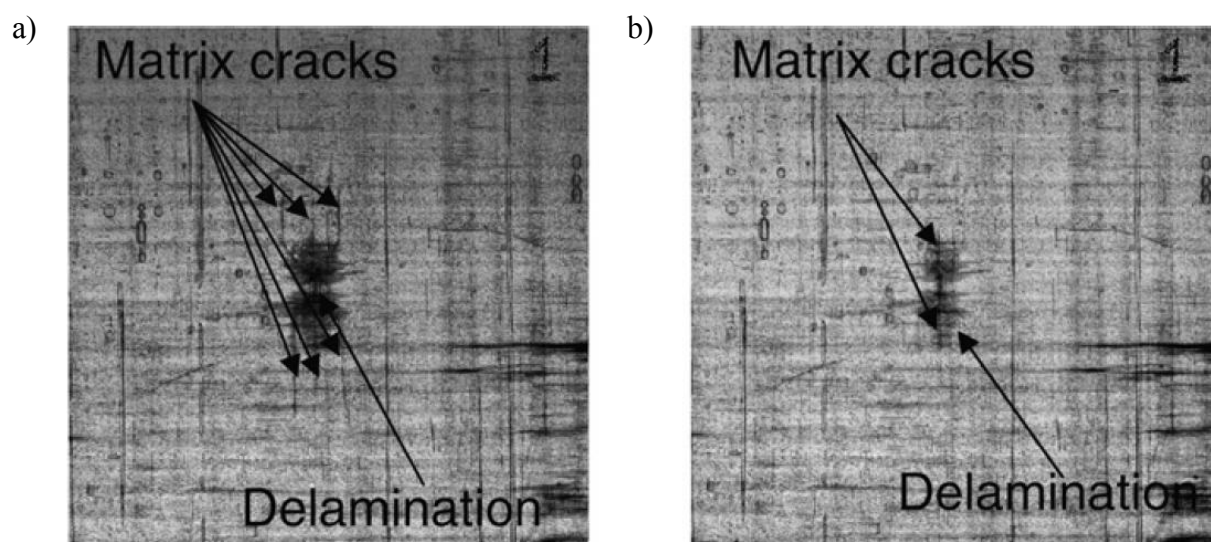 a)
Matrix cracks
1
Delamination
b)
Matrix cracks
1
Delamination